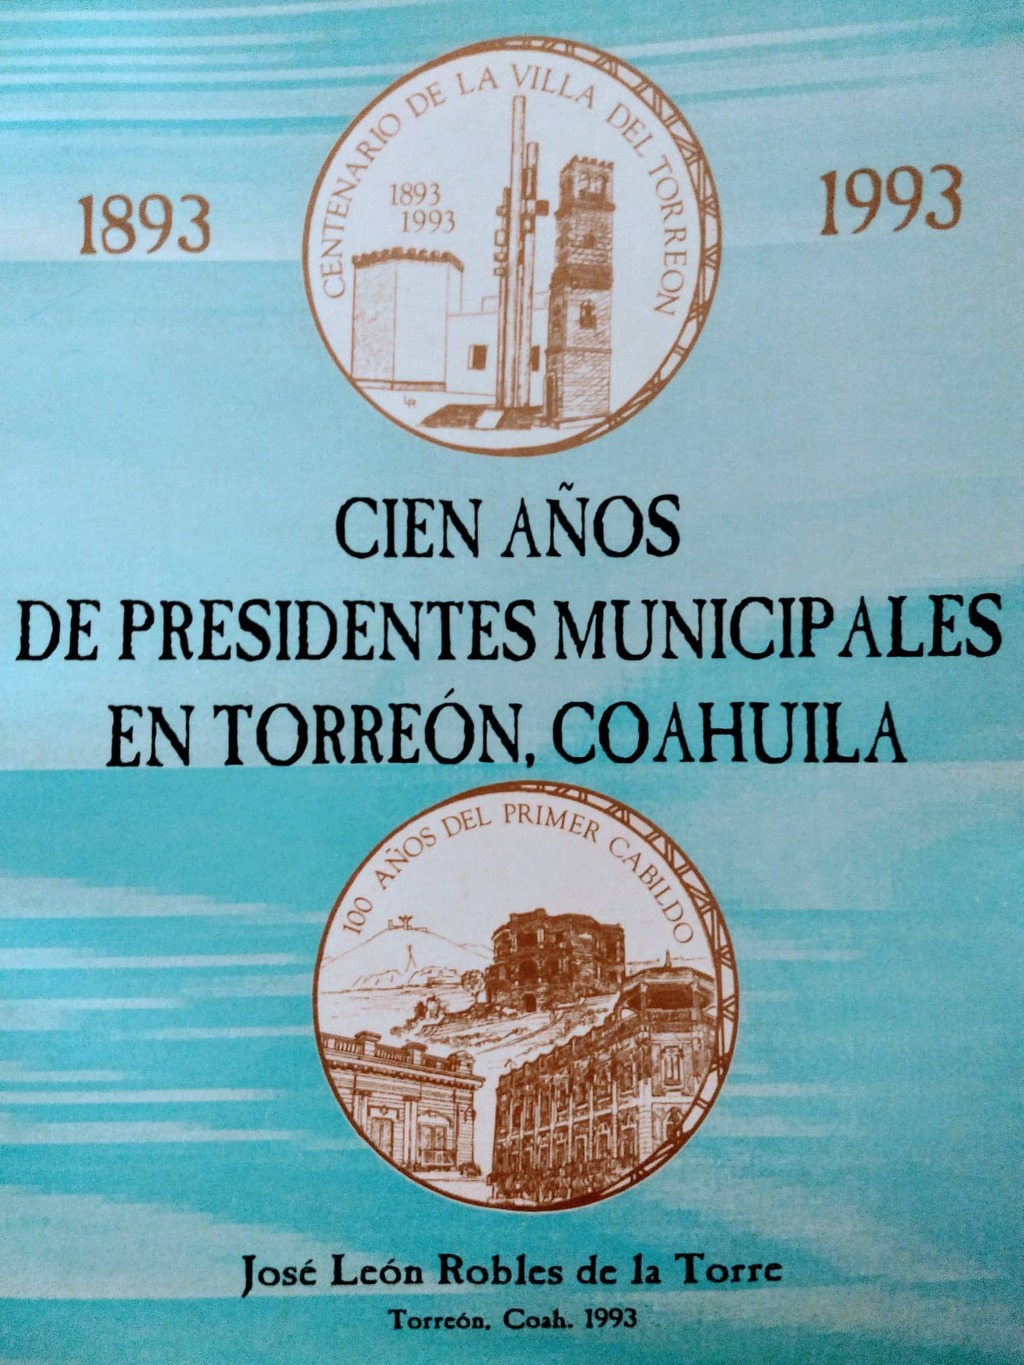 CENTENARIO DE LA VILLA DEL TORREON
1893
1993
1893
1993
LR
CIEN AÑOS
DE PRESIDENTES MUNICIPALES
EN TORREÓN, COAHUILA
100 AÑOS DEL PRIMER CABILDO
José León Robles de la Torre
Torreón, Coah. 1993